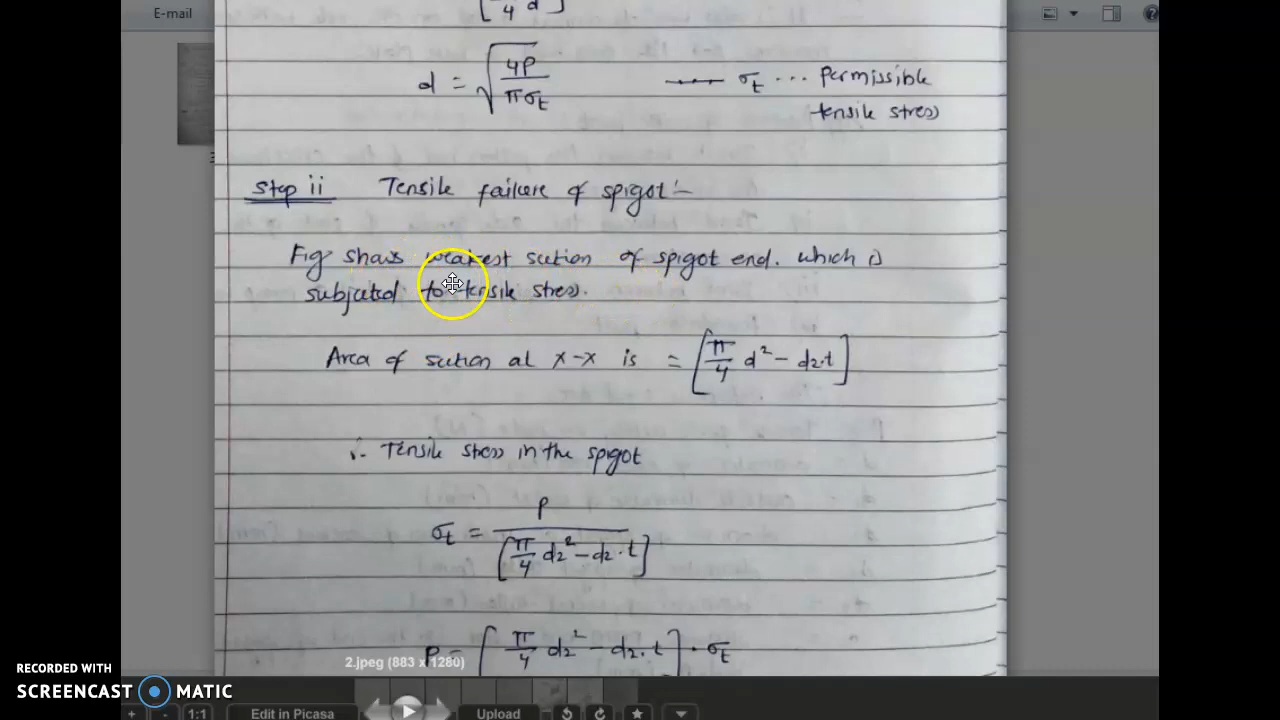 E-mail
[π/4 d²]
d = √(4P/πσt) —— σt ... Permissible
tensile stress
Step ii Tensile failure of spigot :-
Fig shows weakest section of spigot end. which is
subjected to tensile stress.
Area of section at x-x is = [π/4 d² - d2.t]
∴ Tensile stress in the spigot
σt = P / [π/4 d2² - d2.t]
P = [π/4 d2² - d2.t] . σt
2.jpeg (883 x 1280)
RECORDED WITH
SCREENCAST MATIC
1:1
Edit in Picasa
Upload